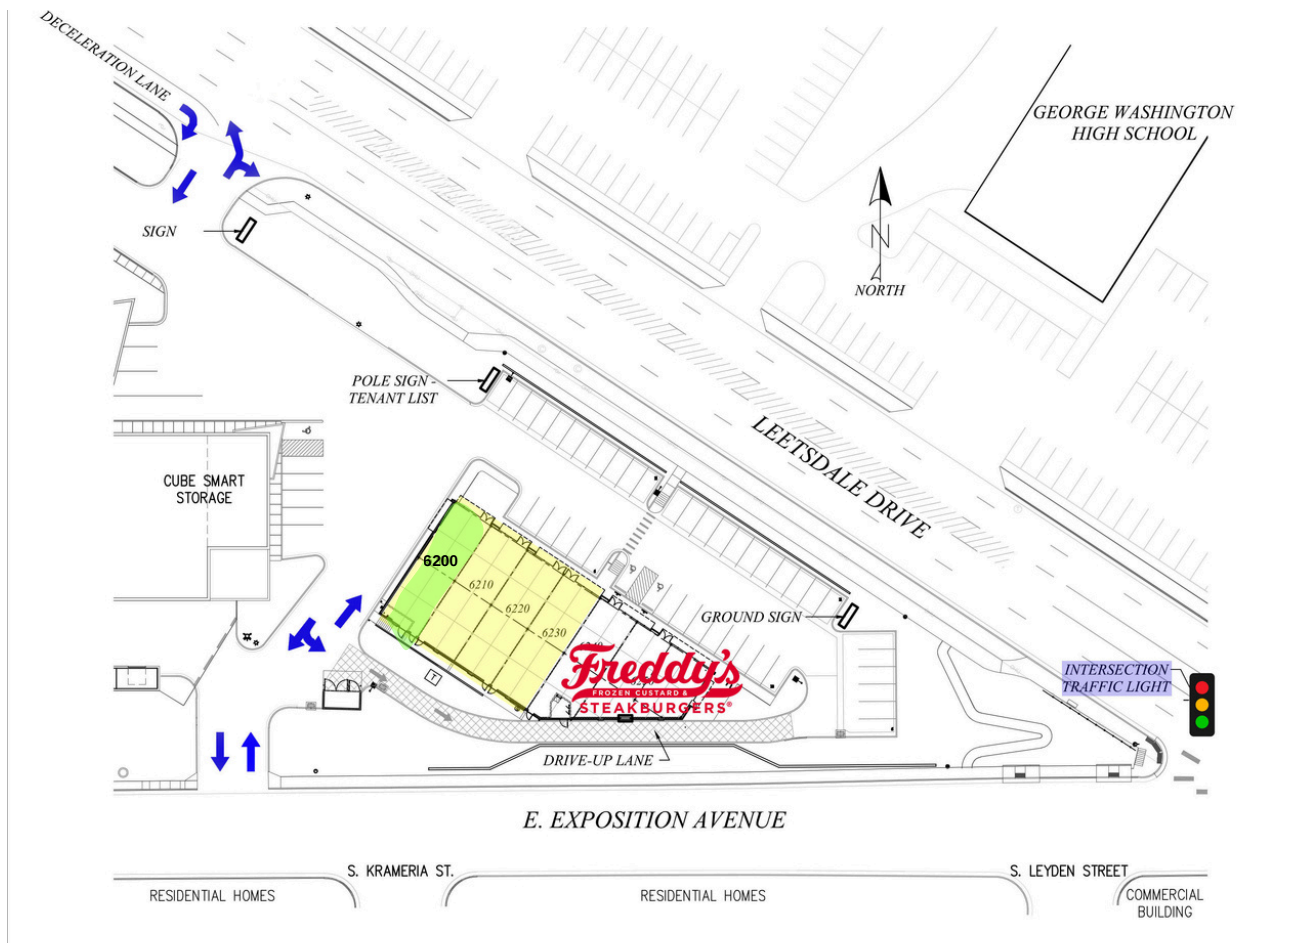 DECELERATION LANE
GEORGE WASHINGTON
HIGH SCHOOL
SIGN
N
NORTH
POLE SIGN -
TENANT LIST
LEETSDALE DRIVE
CUBE SMART
STORAGE
6200
6210
6220
6230
GROUND SIGN
Freddy's
FROZEN CUSTARD &
STEAKBURGERS®
INTERSECTION
TRAFFIC LIGHT
T
DRIVE-UP LANE
E. EXPOSITION AVENUE
S. KRAMERIA ST.
S. LEYDEN STREET
RESIDENTIAL HOMES
RESIDENTIAL HOMES
COMMERCIAL
BUILDING